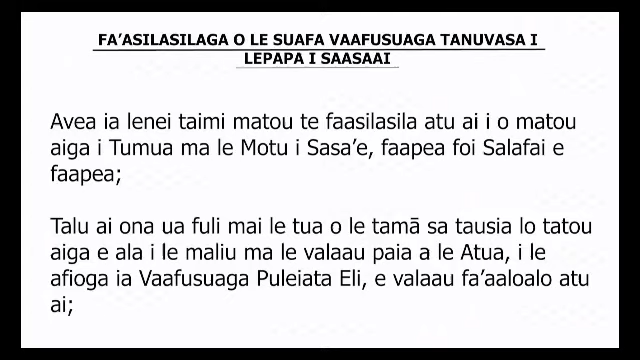 FA'ASILASILAGA O LE SUAFA VAAFUSUAGA TANUVASA I
LEPAPA I SAASAAI
Avea ia lenei taimi matou te faasilasila atu ai i o matou
aiga i Tumua ma le Motu i Sasa'e, faapea foi Salafai e
faapea;
Talu ai ona ua fuli mai le tua o le tamā sa tausia lo tatou
aiga e ala i le maliu ma le valaau paia a le Atua, i le
afioga ia Vaafusuaga Puleiata Eli, e valaau fa'aaloalo atu
ai;